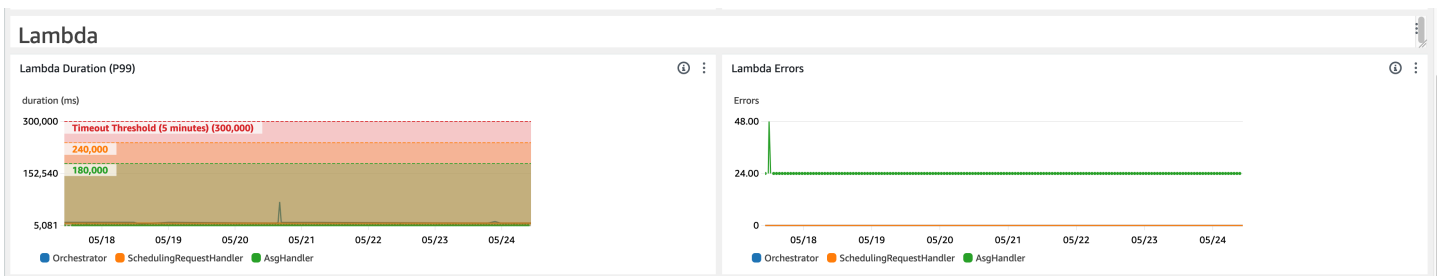 Lambda
Lambda Duration (P99)
duration (ms)
300,000
Timeout Threshold (5 minutes) (300,000)
240,000
152,540
180,000
5,081
05/18 05/19 05/20 05/21 05/22 05/23 05/24
Orchestrator SchedulingRequestHandler AsgHandler
Lambda Errors
Errors
48.00
24.00
0
05/18 05/19 05/20 05/21 05/22 05/23 05/24
Orchestrator SchedulingRequestHandler AsgHandler